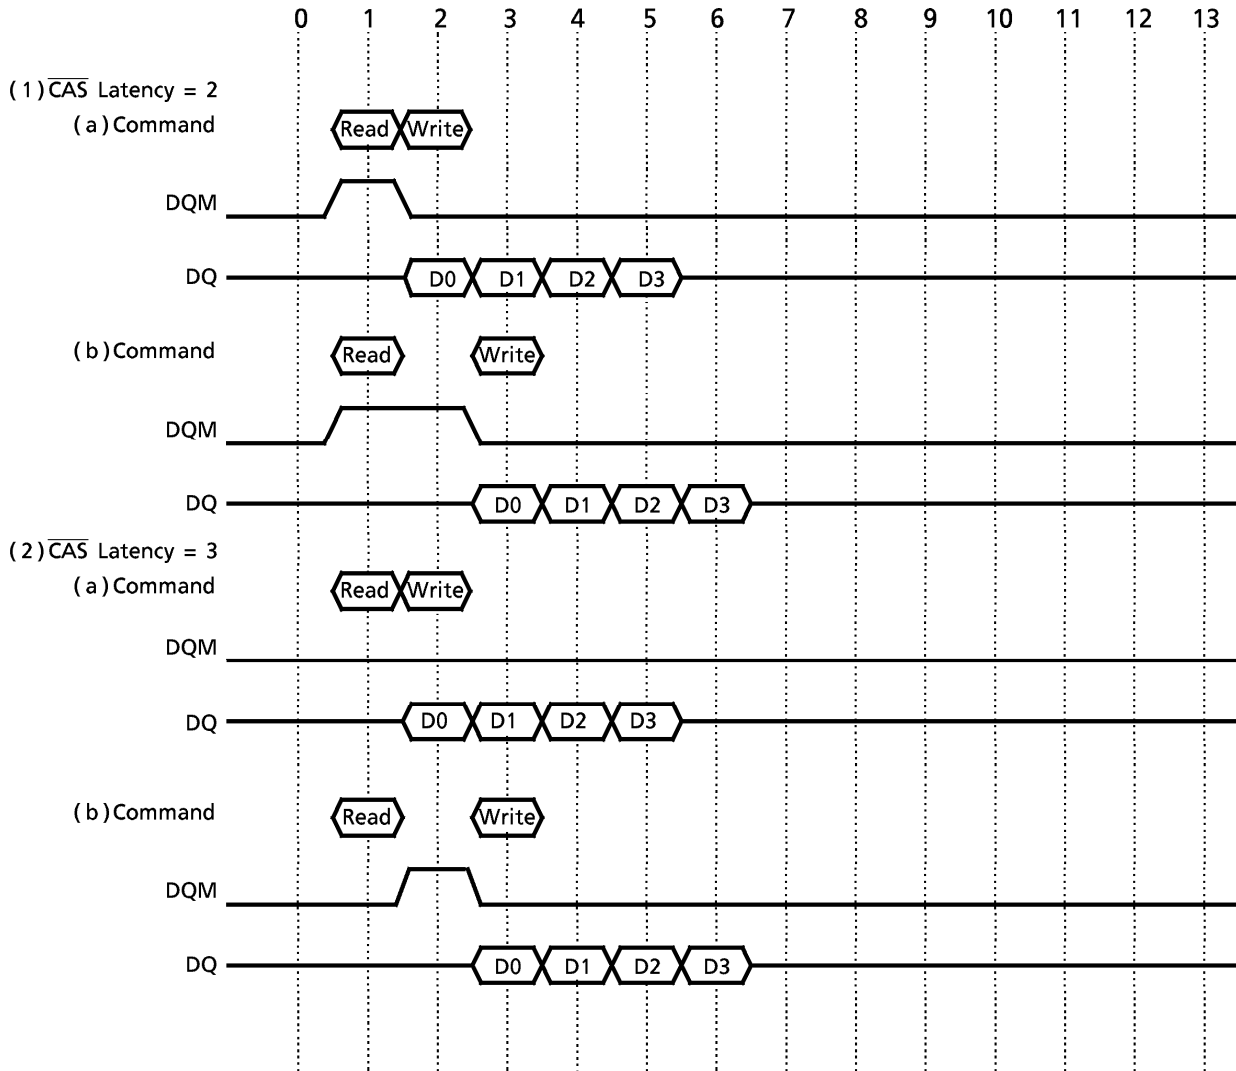 0 1 2 3 4 5 6 7 8 9 10 11 12 13
(1) CAS Latency = 2
(a) Command Read Write
DQM
DQ D0 D1 D2 D3
(b) Command Read Write
DQM
DQ D0 D1 D2 D3
(2) CAS Latency = 3
(a) Command Read Write
DQM
DQ D0 D1 D2 D3
(b) Command Read Write
DQM
DQ D0 D1 D2 D3